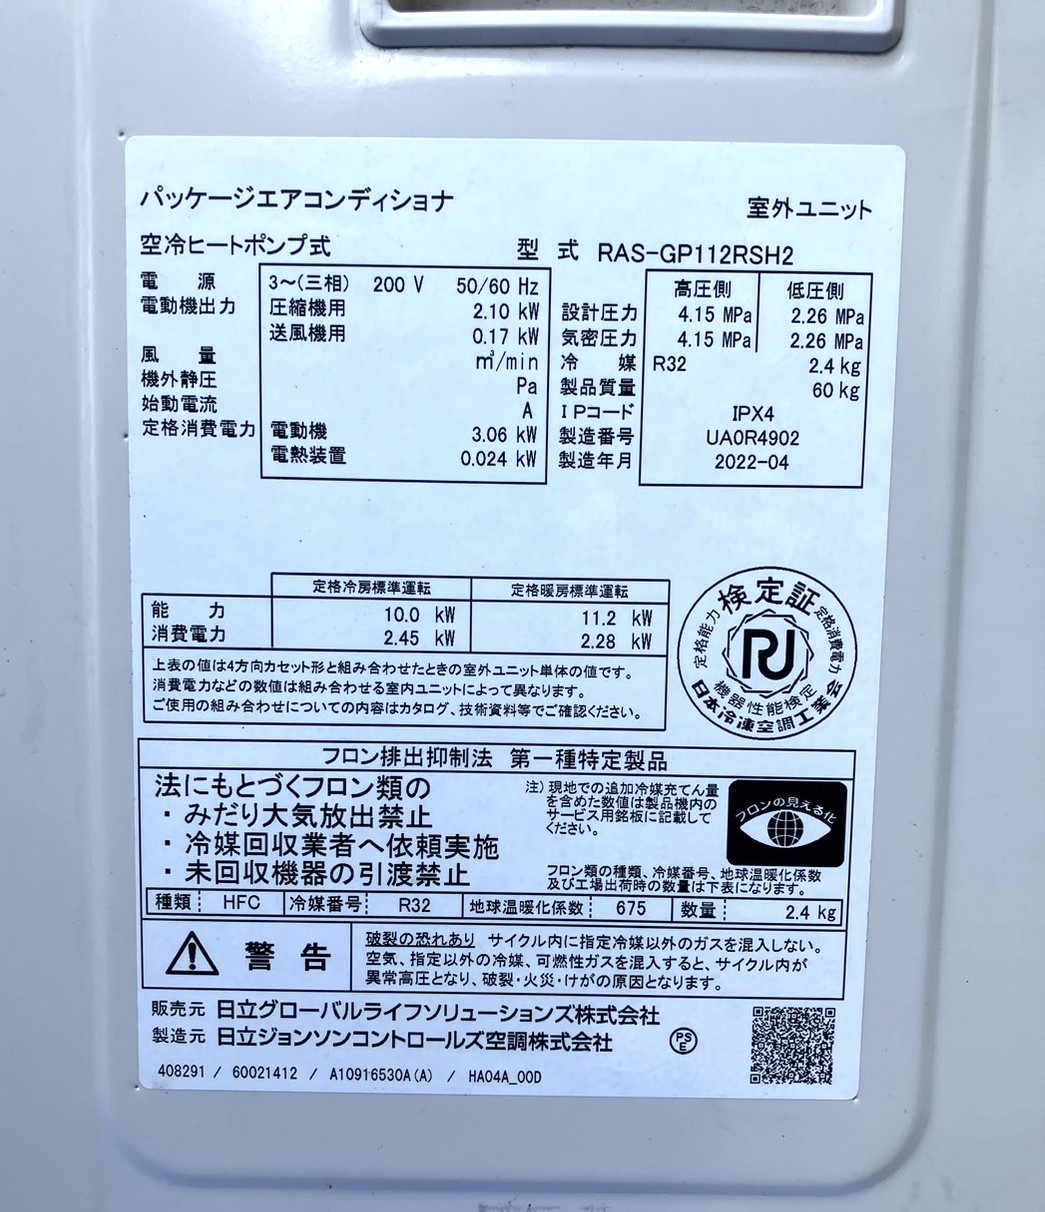 パッケージエアコンディショナ
室外ユニット
空冷ヒートポンプ式
型 式 RAS-GP112RSH2
電 源 3～(三相) 200 V 50/60 Hz
電動機出力 圧縮機用 2.10 kW
送風機用 0.17 kW
風 量 m³/min
機外静圧 Pa
始動電流 A
定格消費電力 電動機 3.06 kW
電熱装置 0.024 kW
高圧側 低圧側
設計圧力 4.15 MPa 2.26 MPa
気密圧力 4.15 MPa 2.26 MPa
冷 媒 R32 2.4 kg
製品質量 60 kg
IPコード IPX4
製造番号 UA0R4902
製造年月 2022-04
定格冷房標準運転 定格暖房標準運転
能 力 10.0 kW 11.2 kW
消費電力 2.45 kW 2.28 kW
上表の値は4方向カセット形と組み合わせたときの室外ユニット単体の値です。
消費電力などの数値は組み合わせる室内ユニットによって異なります。
ご使用の組み合わせについての内容はカタログ、技術資料等でご確認ください。
検定証
定格能力
定格消費電力
機器性能検定
日本冷凍空調工業会
フロン排出抑制法 第一種特定製品
法にもとづくフロン類の
・みだり大気放出禁止
・冷媒回収業者へ依頼実施
・未回収機器の引渡禁止
注) 現地での追加冷媒充てん量
を含めた数値は製品機内の
サービス用銘板に記載して
ください。
フロンの見える化
フロン類の種類、冷媒番号、地球温暖化係数
及び工場出荷時の数量は下表になります。
種類 HFC 冷媒番号 R32 地球温暖化係数 675 数量 2.4 kg
警告
破裂の恐れあり サイクル内に指定冷媒以外のガスを混入しない。
空気、指定以外の冷媒、可燃性ガスを混入すると、サイクル内が
異常高圧となり、破裂・火災・けがの原因となります。
販売元 日立グローバルライフソリューションズ株式会社
製造元 日立ジョンソンコントロールズ空調株式会社
PSE
408291 / 60021412 / A10916530A(A) / HA04A_00D